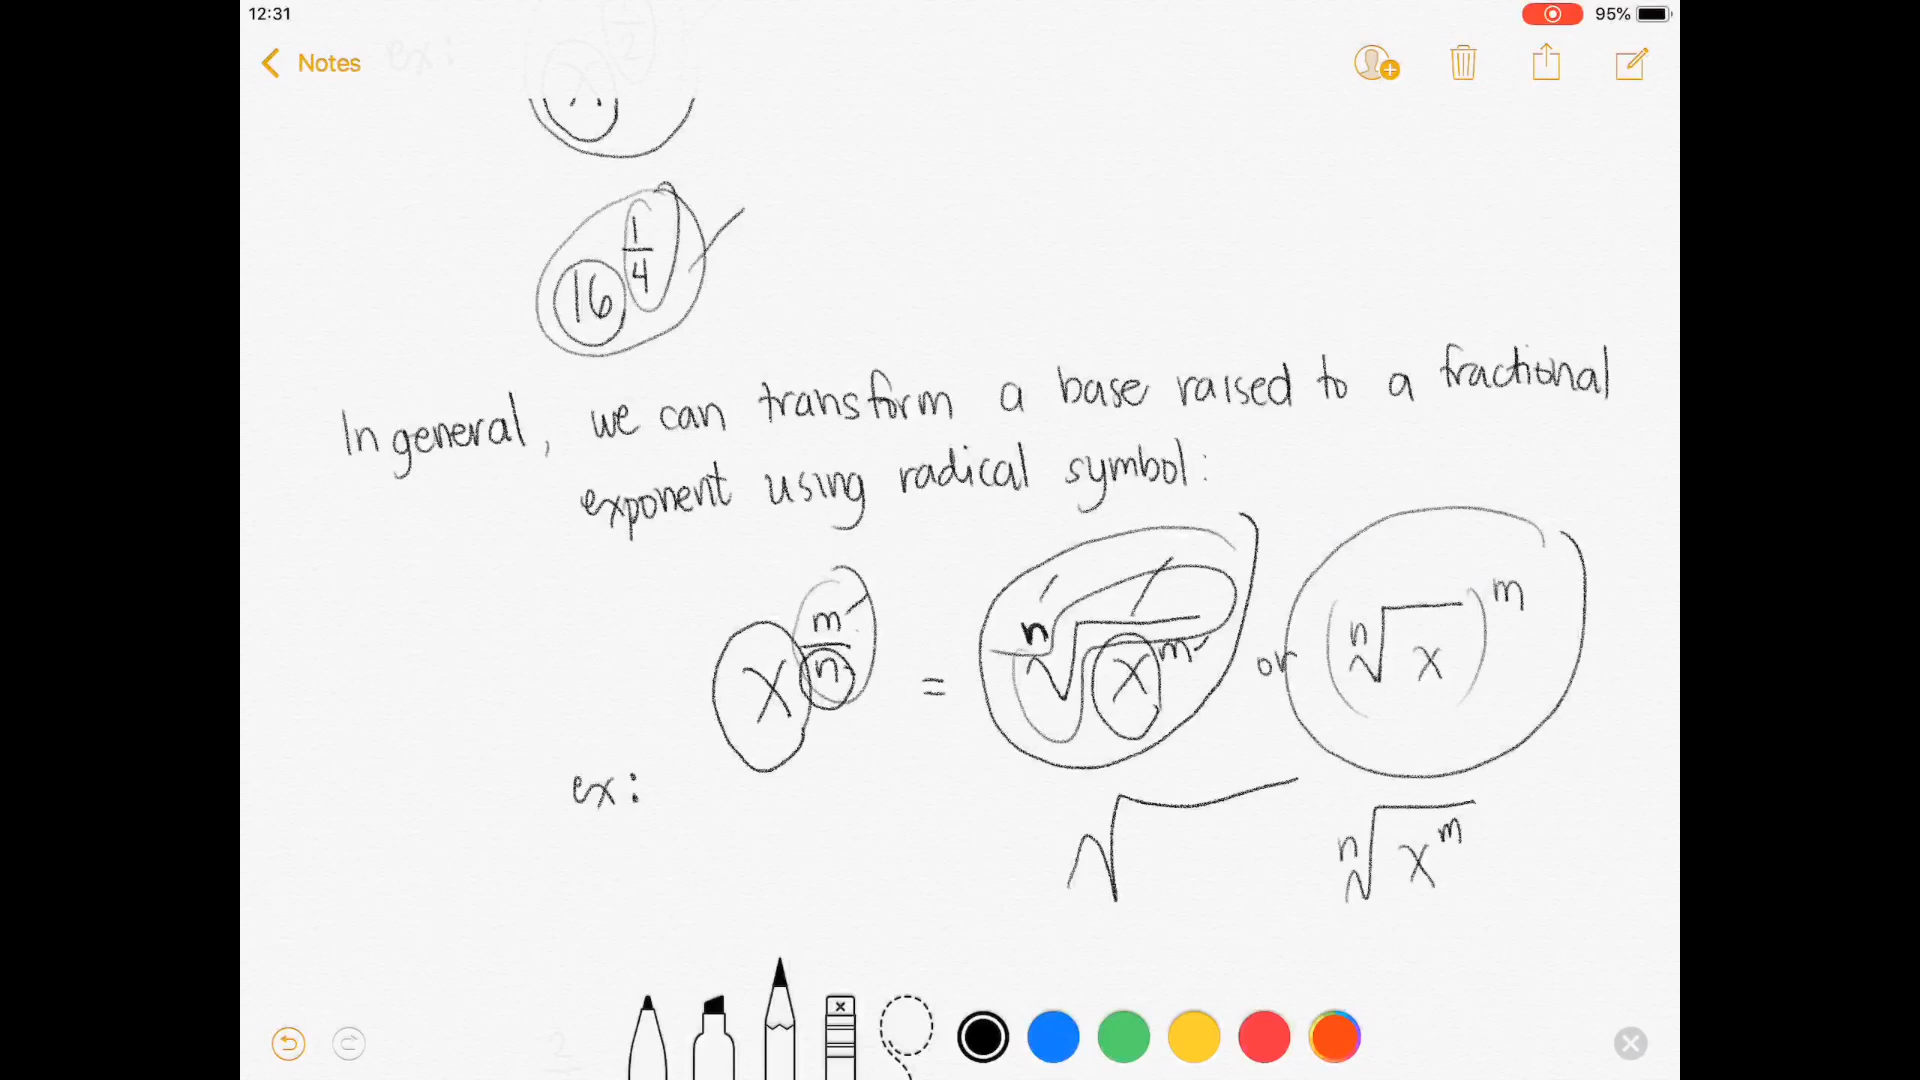 12:31
95%
Notes
ex:
16^(1/4)
In general, we can transform a base raised to a fractional
exponent using radical symbol:
x^(m/n) = ⁿ√x^m or (ⁿ√x)^m
ex:
√ ⁿ√x^m